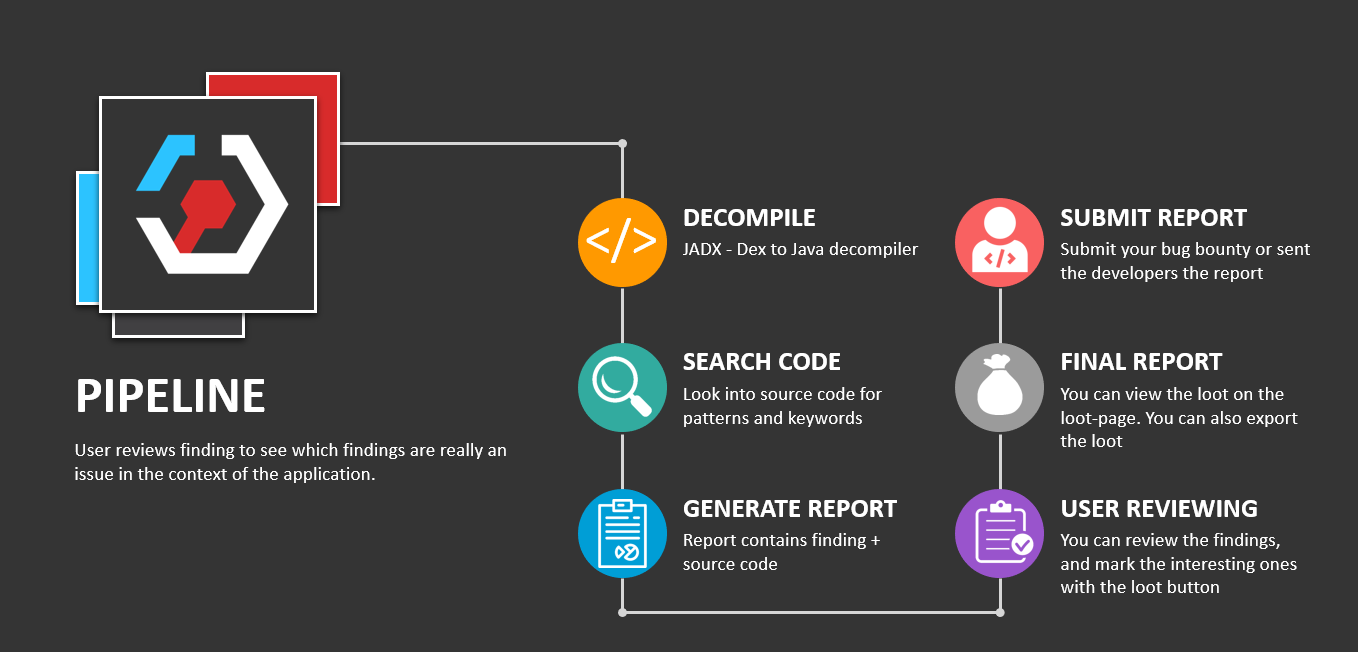 PIPELINE
User reviews finding to see which findings are really an
issue in the context of the application.
</>
DECOMPILE
JADX - Dex to Java decompiler
SEARCH CODE
Look into source code for
patterns and keywords
GENERATE REPORT
Report contains finding +
source code
</>
SUBMIT REPORT
Submit your bug bounty or sent
the developers the report
FINAL REPORT
You can view the loot on the
loot-page. You can also export
the loot
USER REVIEWING
You can review the findings,
and mark the interesting ones
with the loot button